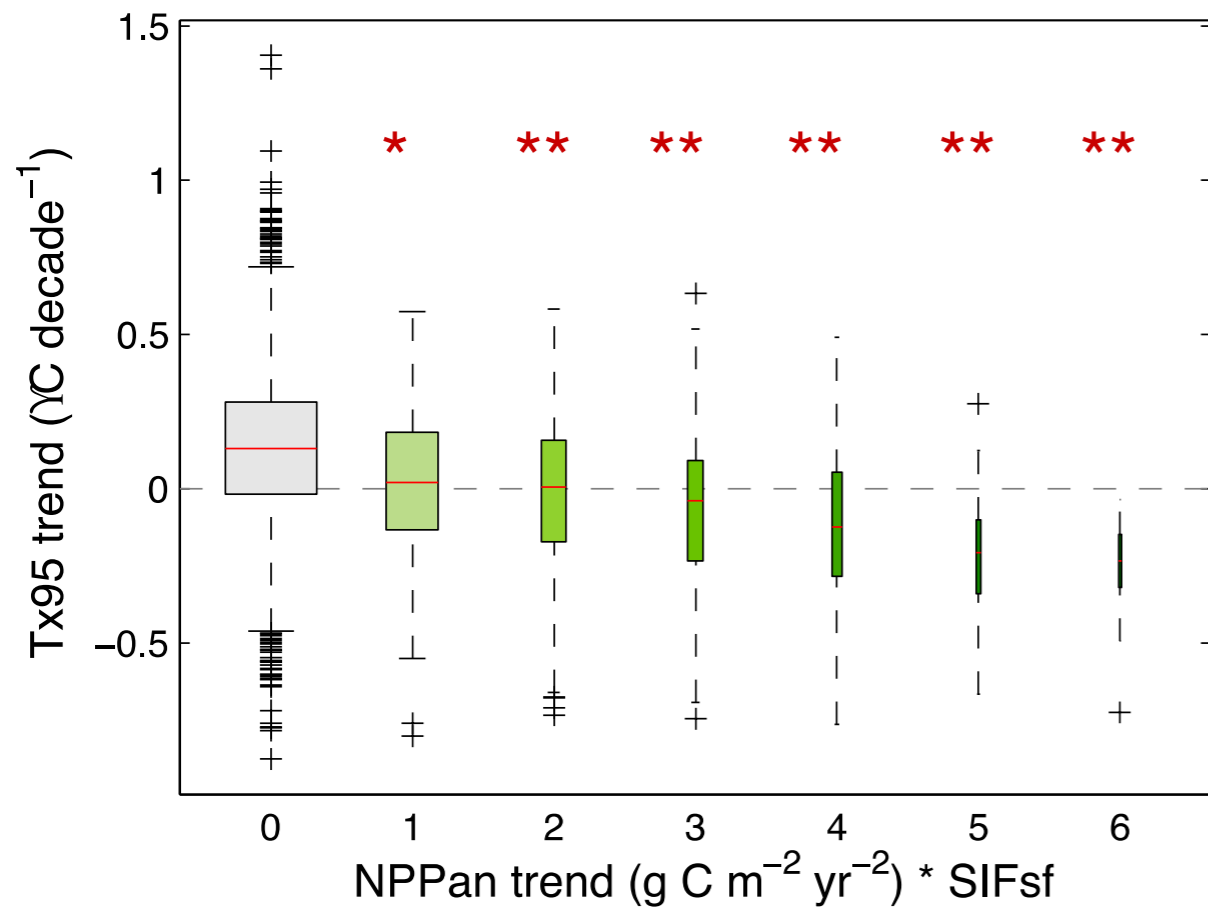 1.5
1
0.5
0
−0.5
Tx95 trend (ϒC decade⁻¹)
* ** ** ** ** **
0 1 2 3 4 5 6
NPPan trend (g C m⁻² yr⁻²) * SIFsf